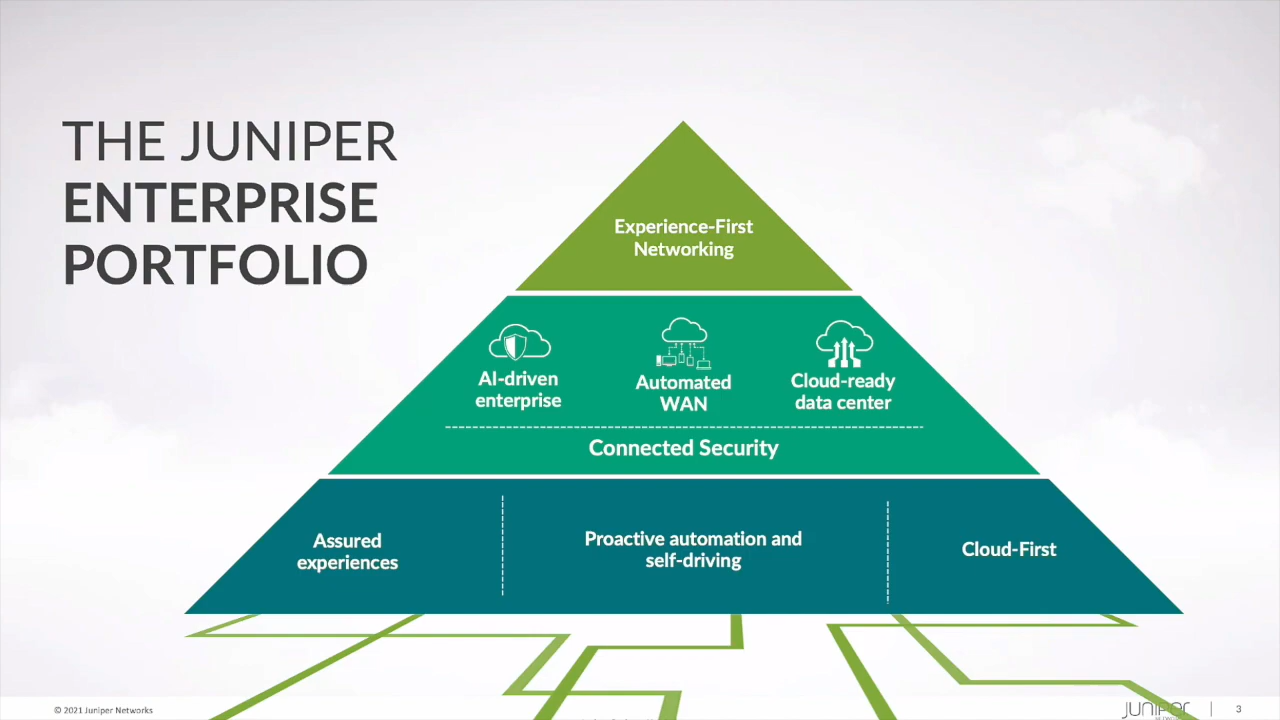 THE JUNIPER
ENTERPRISE
PORTFOLIO
Experience-First
Networking
AI-driven
enterprise
Automated
WAN
Cloud-ready
data center
Connected Security
Assured
experiences
Proactive automation and
self-driving
Cloud-First
© 2021 Juniper Networks
JUNIPER
3